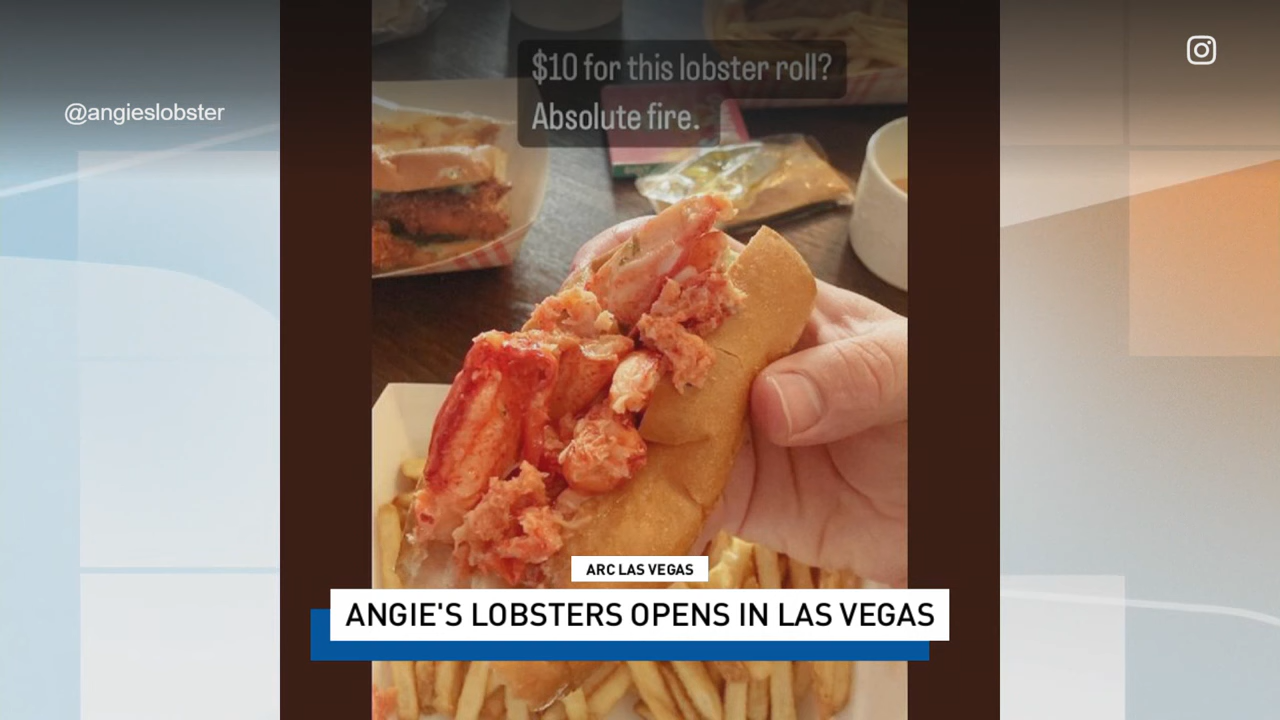 $10 for this lobster roll?
Absolute fire.
@angieslobster
ARC LAS VEGAS
ANGIE'S LOBSTERS OPENS IN LAS VEGAS